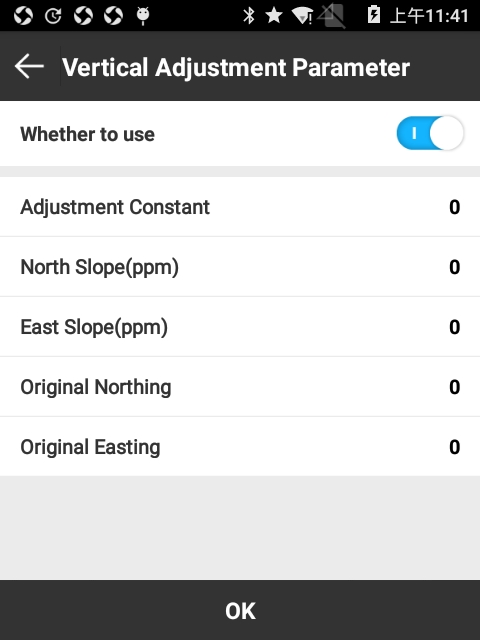 上午11:41
Vertical Adjustment Parameter
Whether to use
Adjustment Constant 0
North Slope(ppm) 0
East Slope(ppm) 0
Original Northing 0
Original Easting 0
OK